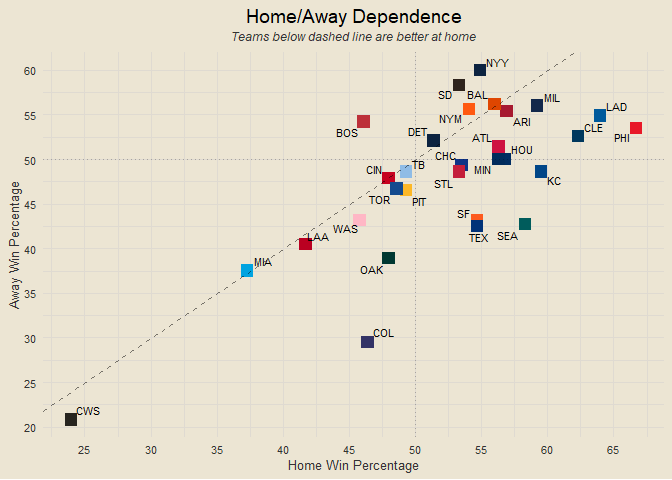 Home/Away Dependence
Teams below dashed line are better at home
NYY
60
SD
BAL
MIL
LAD
55
NYM
ARI
BOS
DET
CLE
PHI
ATL
HOU
50
CHC
CIN
TB
MIN
KC
STL
45
TOR
PIT
SF
WAS
TEX
SEA
LAA
40
MIA
OAK
35
COL
30
25
CWS
20
25
30
35
40
45
50
55
60
65
Home Win Percentage
Away Win Percentage